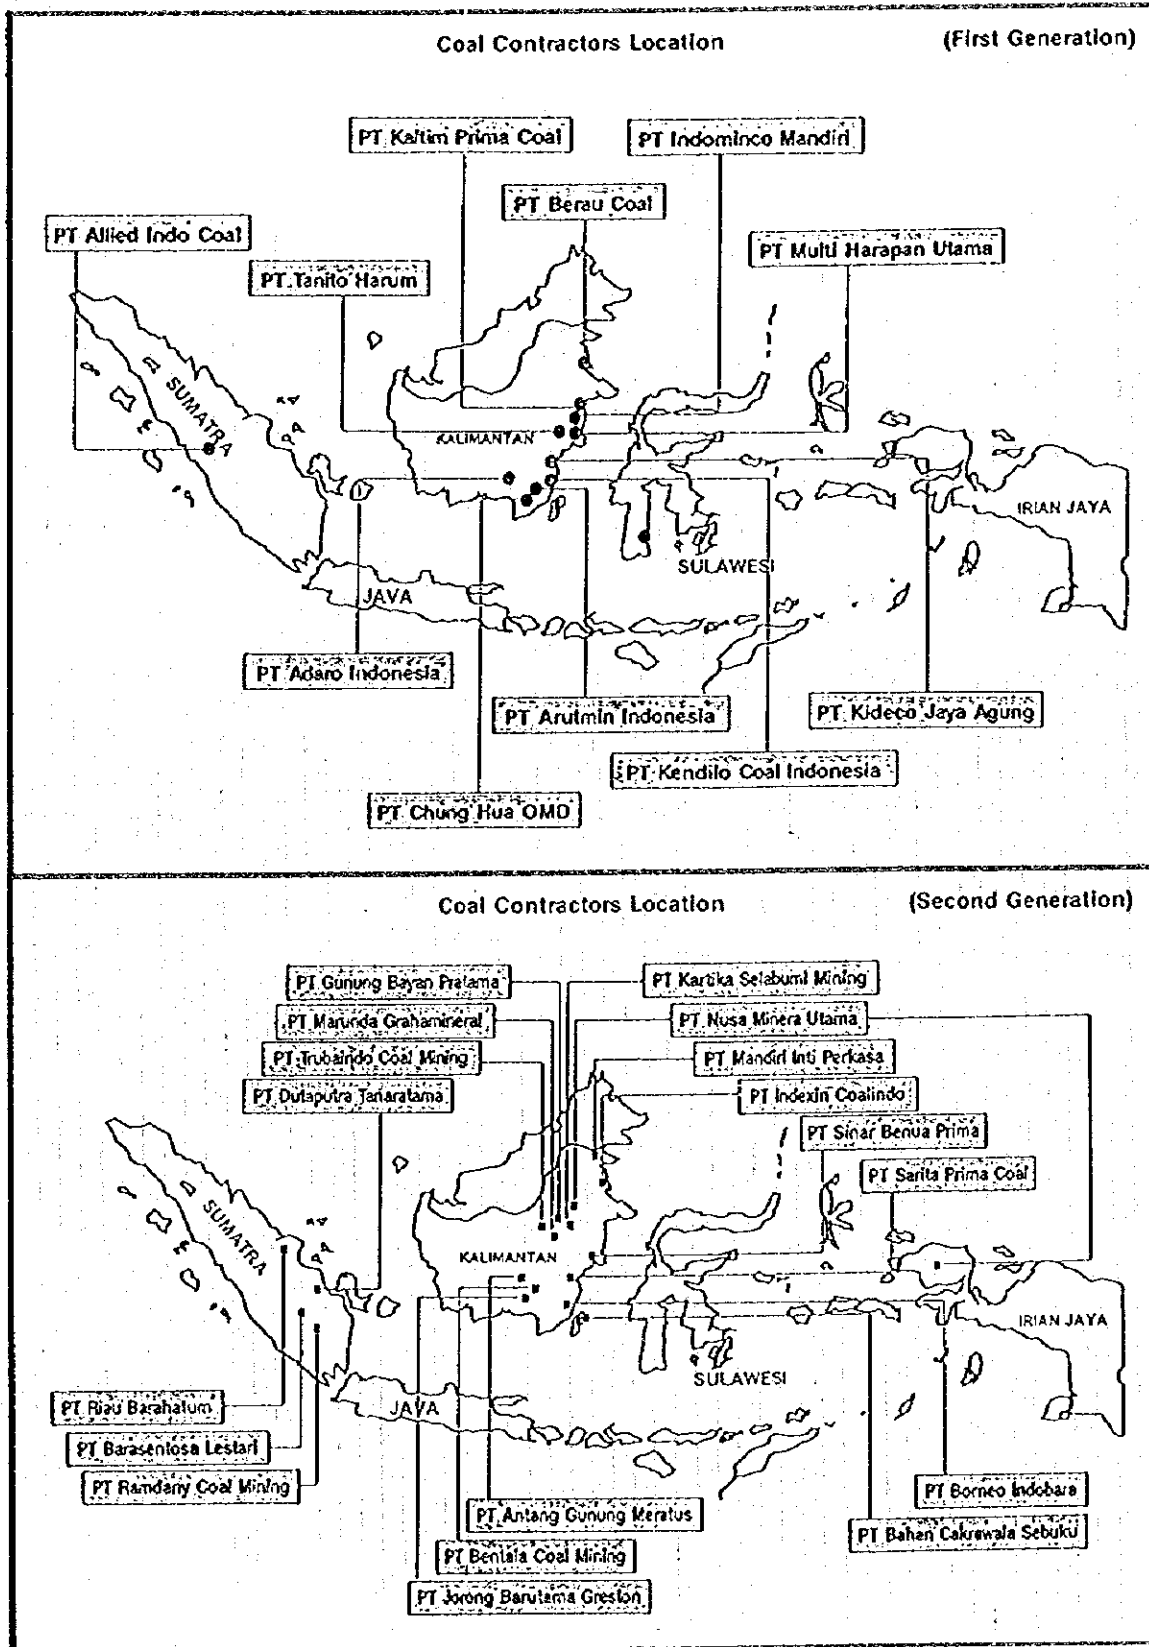 Coal Contractors Location (First Generation)
PT Kaltim Prima Coal
PT Indominco Mandiri
PT Berau Coal
PT Allied Indo Coal
PT Multi Harapan Utama
PT Tanito Harum
SUMATRA
KALIMANTAN
IRIAN JAYA
SULAWESI
JAVA
PT Adaro Indonesia
PT Arutmin Indonesia
PT Kideco Jaya Agung
PT Kendilo Coal Indonesia
PT Chung Hua OMD
Coal Contractors Location (Second Generation)
PT Gunung Bayan Pratama
PT Kartika Selabumi Mining
PT Marunda Grahamineral
PT Nusa Minera Utama
PT Trubaindo Coal Mining
PT Mandiri Inti Perkasa
PT Dutaputra Tanaratama
PT Indexin Coalindo
PT Sinar Benua Prima
PT Sarita Prima Coal
SUMATRA
KALIMANTAN
IRIAN JAYA
SULAWESI
JAVA
PT Riau Baraharum
PT Barasentosa Lestari
PT Ramdany Coal Mining
PT Borneo Indobara
PT Antang Gunung Meratus
PT Bahari Cakrawala Sebuku
PT Bentala Coal Mining
PT Jorong Barutama Greston